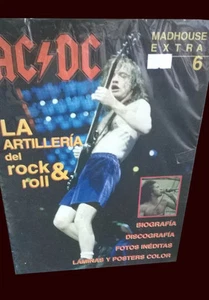 AC⚡DC
MADHOUSE
EXTRA
6
LA
ARTILLERÍA
del
rock &
roll
BIOGRAFÍA
DISCOGRAFÍA
FOTOS INÉDITAS
LÁMINAS Y POSTERS COLOR